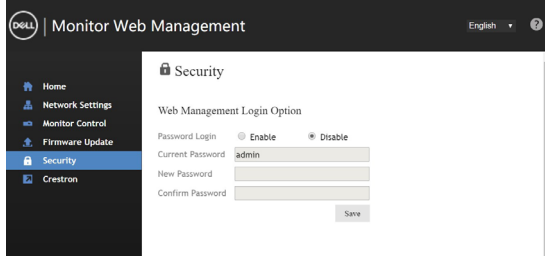 DELL | Monitor Web Management
English ?
Home
Network Settings
Monitor Control
Firmware Update
Security
Crestron
Security
Web Management Login Option
Password Login Enable Disable
Current Password admin
New Password
Confirm Password
Save